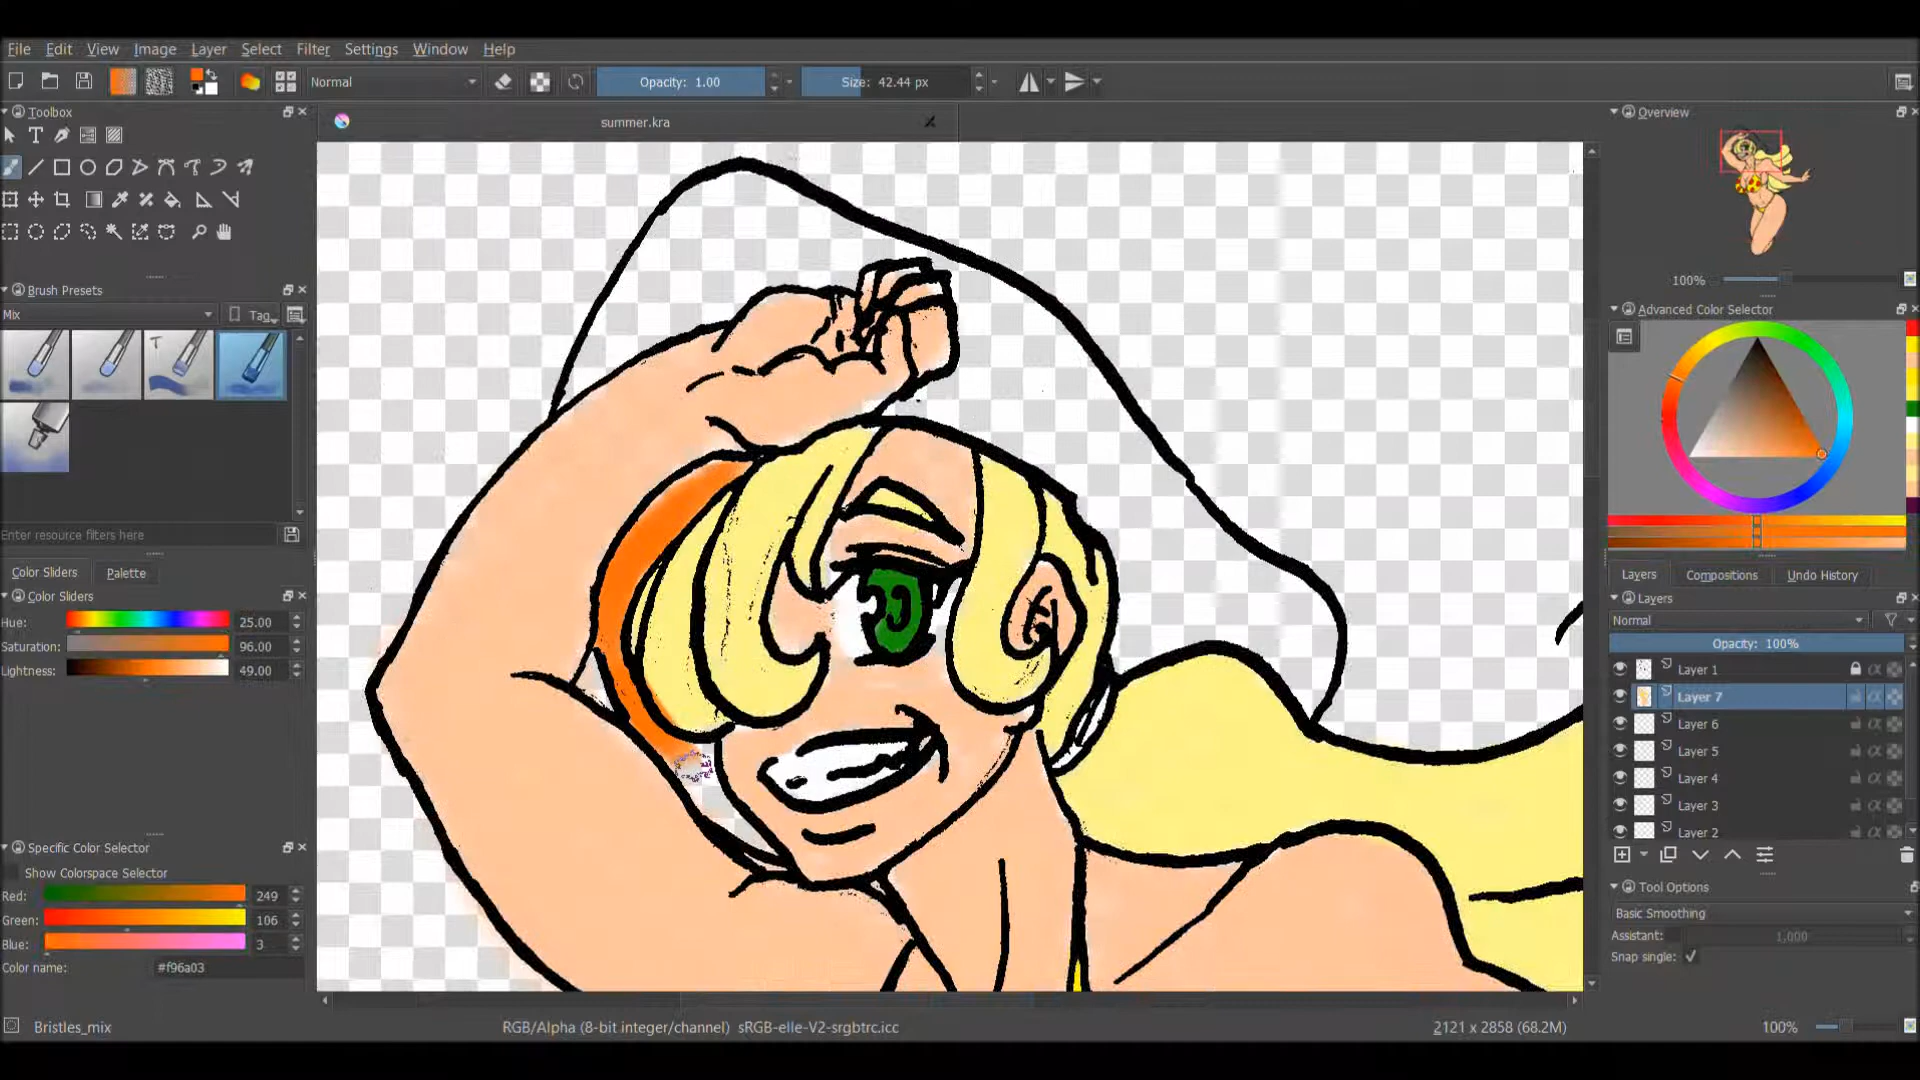 File Edit View Image Layer Select Filter Settings Window Help
Normal Opacity: 1.00 Size: 42.44 px
Toolbox
summer.kra
Overview
100%
Brush Presets
Mix Tag
Advanced Color Selector
Enter resource filters here
Color Sliders Palette
Color Sliders
Hue: 25.00
Saturation: 96.00
Lightness: 49.00
Layers Compositions Undo History
Layers
Normal
Opacity: 100%
Layer 1
Layer 7
Layer 6
Layer 5
Layer 4
Layer 3
Layer 2
Specific Color Selector
Show Colorspace Selector
Red: 249
Green: 106
Blue: 3
Color name: #f96a03
Tool Options
Basic Smoothing
Assistant: 1,000
Snap single:
Bristles_mix
RGB/Alpha (8-bit integer/channel) sRGB-elle-V2-srgbtrc.icc
2121 x 2858 (68.2M)
100%